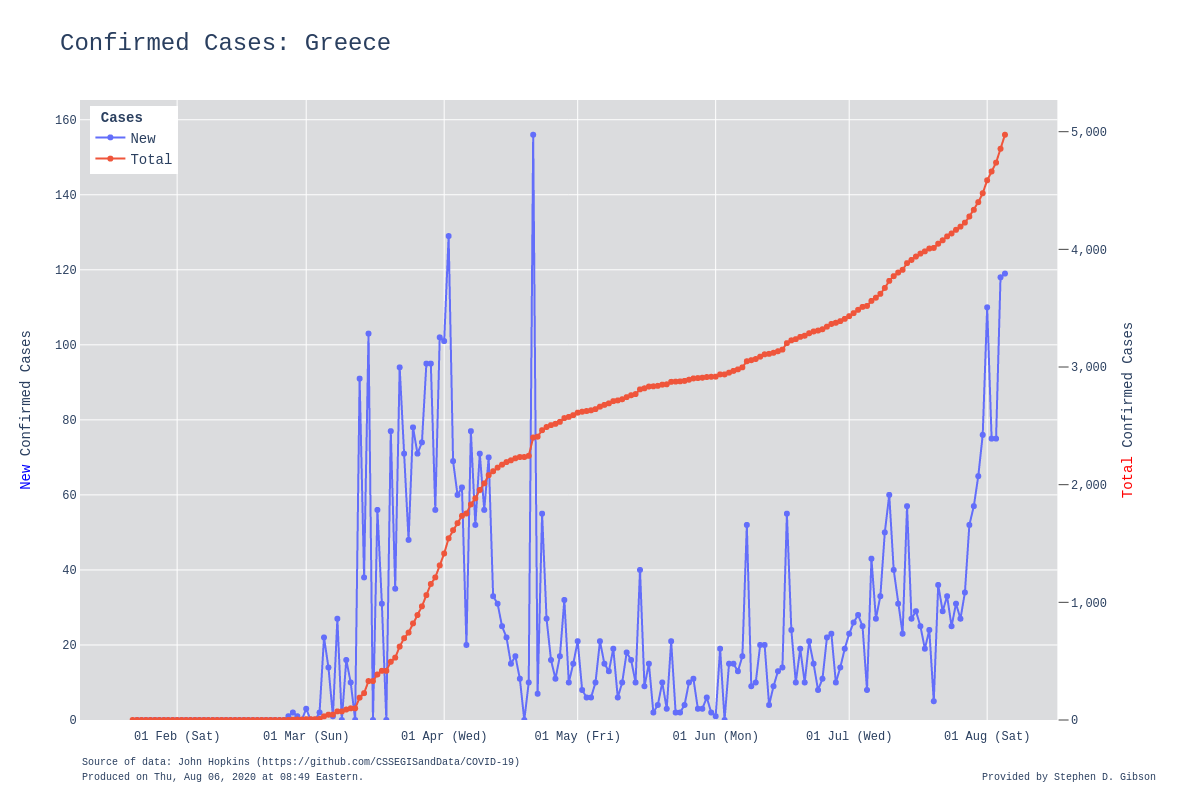 Confirmed Cases: Greece
Cases
New
Total
160
140
120
100
80
60
40
20
0
5,000
4,000
3,000
2,000
1,000
0
New Confirmed Cases
Total Confirmed Cases
01 Feb (Sat)
01 Mar (Sun)
01 Apr (Wed)
01 May (Fri)
01 Jun (Mon)
01 Jul (Wed)
01 Aug (Sat)
Source of data: John Hopkins (https://github.com/CSSEGISandData/COVID-19)
Produced on Thu, Aug 06, 2020 at 08:49 Eastern.
Provided by Stephen D. Gibson